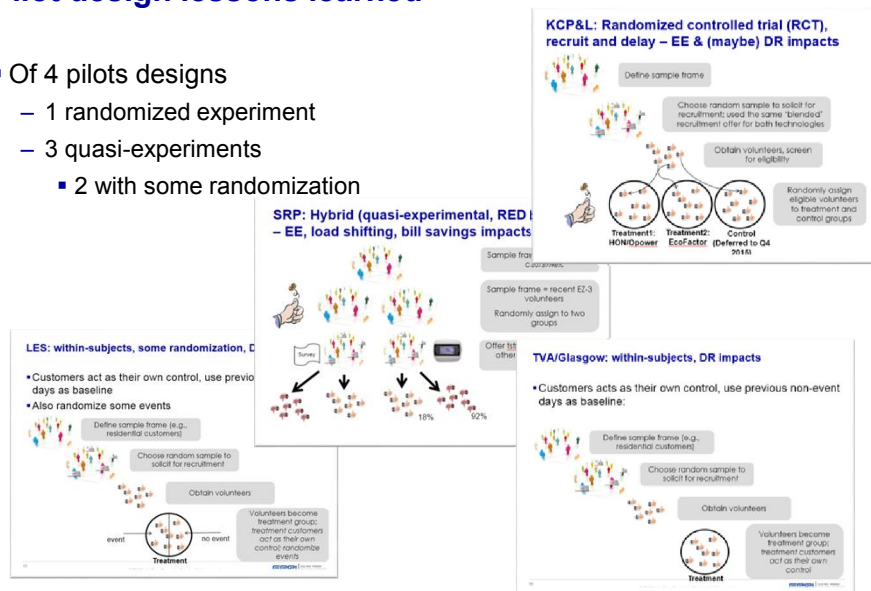 ilot design lessons learned
Of 4 pilots designs
– 1 randomized experiment
– 3 quasi-experiments
▪ 2 with some randomization
KCP&L: Randomized controlled trial (RCT),
recruit and delay – EE & (maybe) DR impacts
Define sample frame
Choose random sample to solicit for
recruitment; used the same "blended"
recruitment offer for both technologies
Obtain volunteers, screen
for eligibility
Randomly assign
eligible volunteers
to treatment and
control groups
Treatment1:
HON/Opower
Treatment2:
EcoFactor
Control
(Deferred to Q4
2015)
SRP: Hybrid (quasi-experimental, RED
– EE, load shifting, bill savings impacts
Sample
Sample frame = recent EZ-3
volunteers
Randomly assign to two
groups
Survey
Offer
other
18%
92%
LES: within-subjects, some randomization, D
▪Customers act as their own control, use previo
days as baseline
▪Also randomize some events
Define sample frame (e.g.,
residential customers)
Choose random sample to
solicit for recruitment
Obtain volunteers
Volunteers become
treatment group;
treatment customers
act as their own
control; randomize
events
event
no event
Treatment
TVA/Glasgow: within-subjects, DR impacts
▪Customers acts as their own control, use previous non-event
days as baseline:
Define sample frame (e.g.,
residential customers)
Choose random sample to
solicit for recruitment
Obtain volunteers
Volunteers become
treatment group;
treatment customers
act as their own
control
Treatment